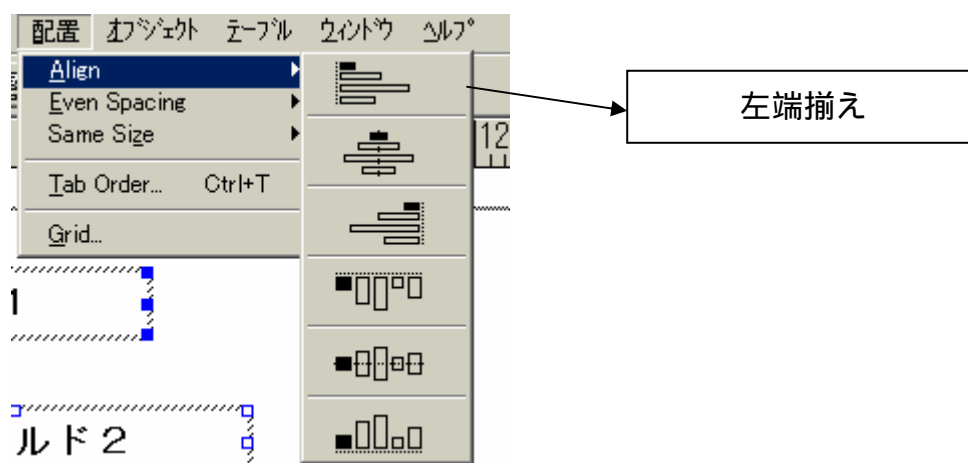 配置 ｵﾌﾞｼﾞｪｸﾄ ﾃｰﾌﾞﾙ ｳｨﾝﾄﾞｳ ﾍﾙﾌﾟ
Align
Even Spacing
Same Size
Tab Order... Ctrl+T
Grid...
左端揃え
12
1
ルド２